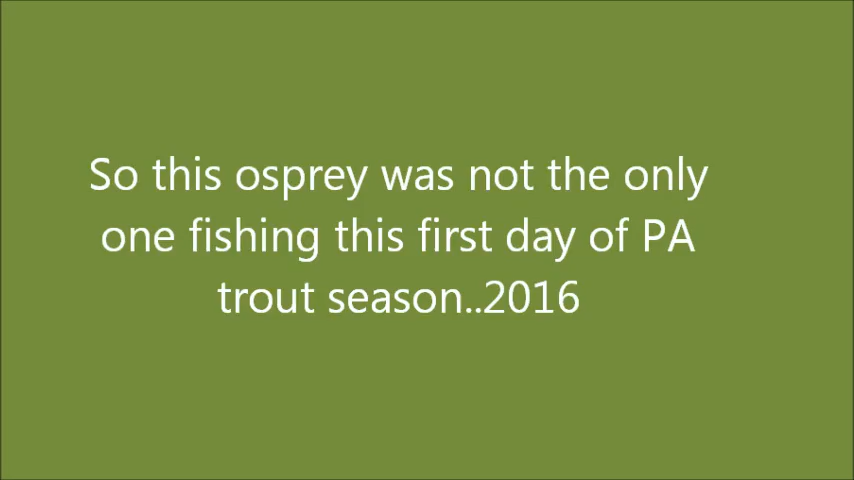 So this osprey was not the only
one fishing this first day of PA
trout season..2016